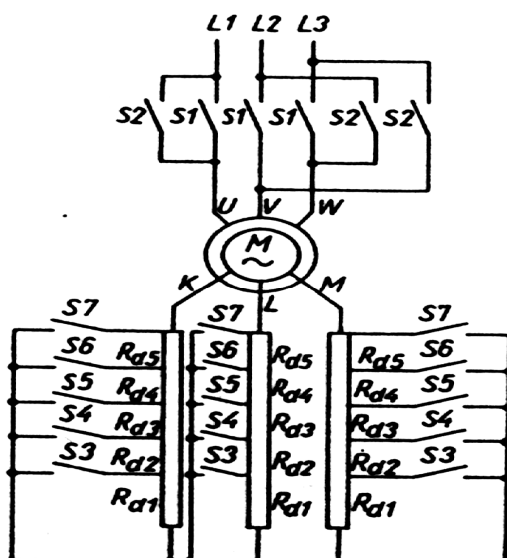 L1 L2 L3
S2 S1 S1 S1 S2 S2
U V W
M
~
K L M
S7 S7 S7
S6 Rd5 S6 Rd5 Rd5 S6
S5 Rd4 S5 Rd4 Rd4 S5
S4 Rd3 S4 Rd3 Rd3 S4
S3 Rd2 S3 Rd2 Rd2 S3
Rd1 Rd1 Rd1